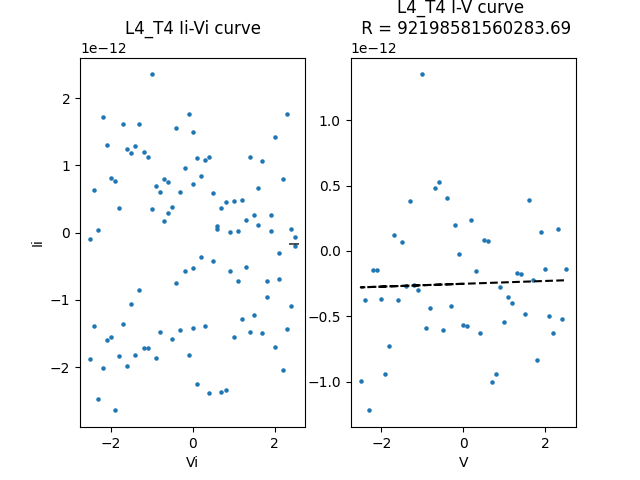 L4_T4 Ii-Vi curve
1e−12
Ii
2
1
0
−1
−2
−2
0
2
Vi
L4_T4 I-V curve
R = 92198581560283.69
1e−12
I
1.0
0.5
0.0
−0.5
−1.0
−2
0
2
V